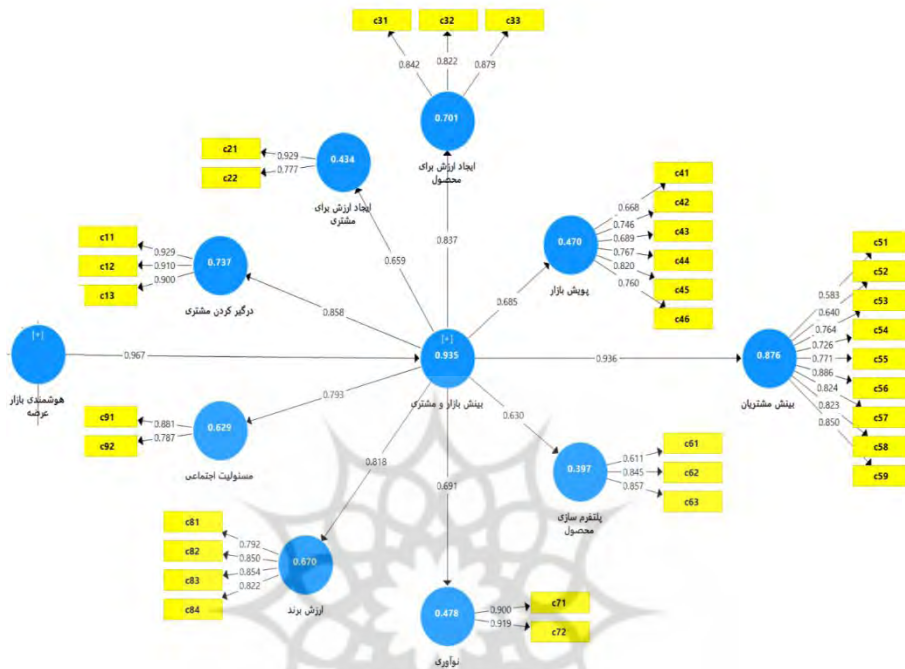 c31
c32
c33
0.842
0.822
0.879
0.701
ایجاد ارزش برای
محصول
c21
c22
0.929
0.777
0.434
ایجاد ارزش برای
مشتری
0.837
0.659
c41
c42
c43
c44
c45
c46
0.668
0.746
0.689
0.767
0.820
0.760
0.470
پویش بازار
0.685
c11
c12
c13
0.929
0.910
0.900
0.737
درگیر کردن مشتری
0.858
c51
c52
c53
c54
c55
c56
c57
c58
c59
0.583
0.640
0.764
0.726
0.771
0.886
0.824
0.823
0.850
0.876
بینش مشتریان
0.936
[+]
هوشمندی بازار
عرضه
0.967
[+]
0.935
بینش بازار و مشتری
c91
c92
0.881
0.787
0.629
مسئولیت اجتماعی
0.793
0.630
c61
c62
c63
0.611
0.845
0.857
0.397
پلتفرم سازی
محصول
0.818
0.691
c81
c82
c83
c84
0.792
0.850
0.854
0.822
0.670
ارزش برند
c71
c72
0.900
0.919
0.478
نوآوری